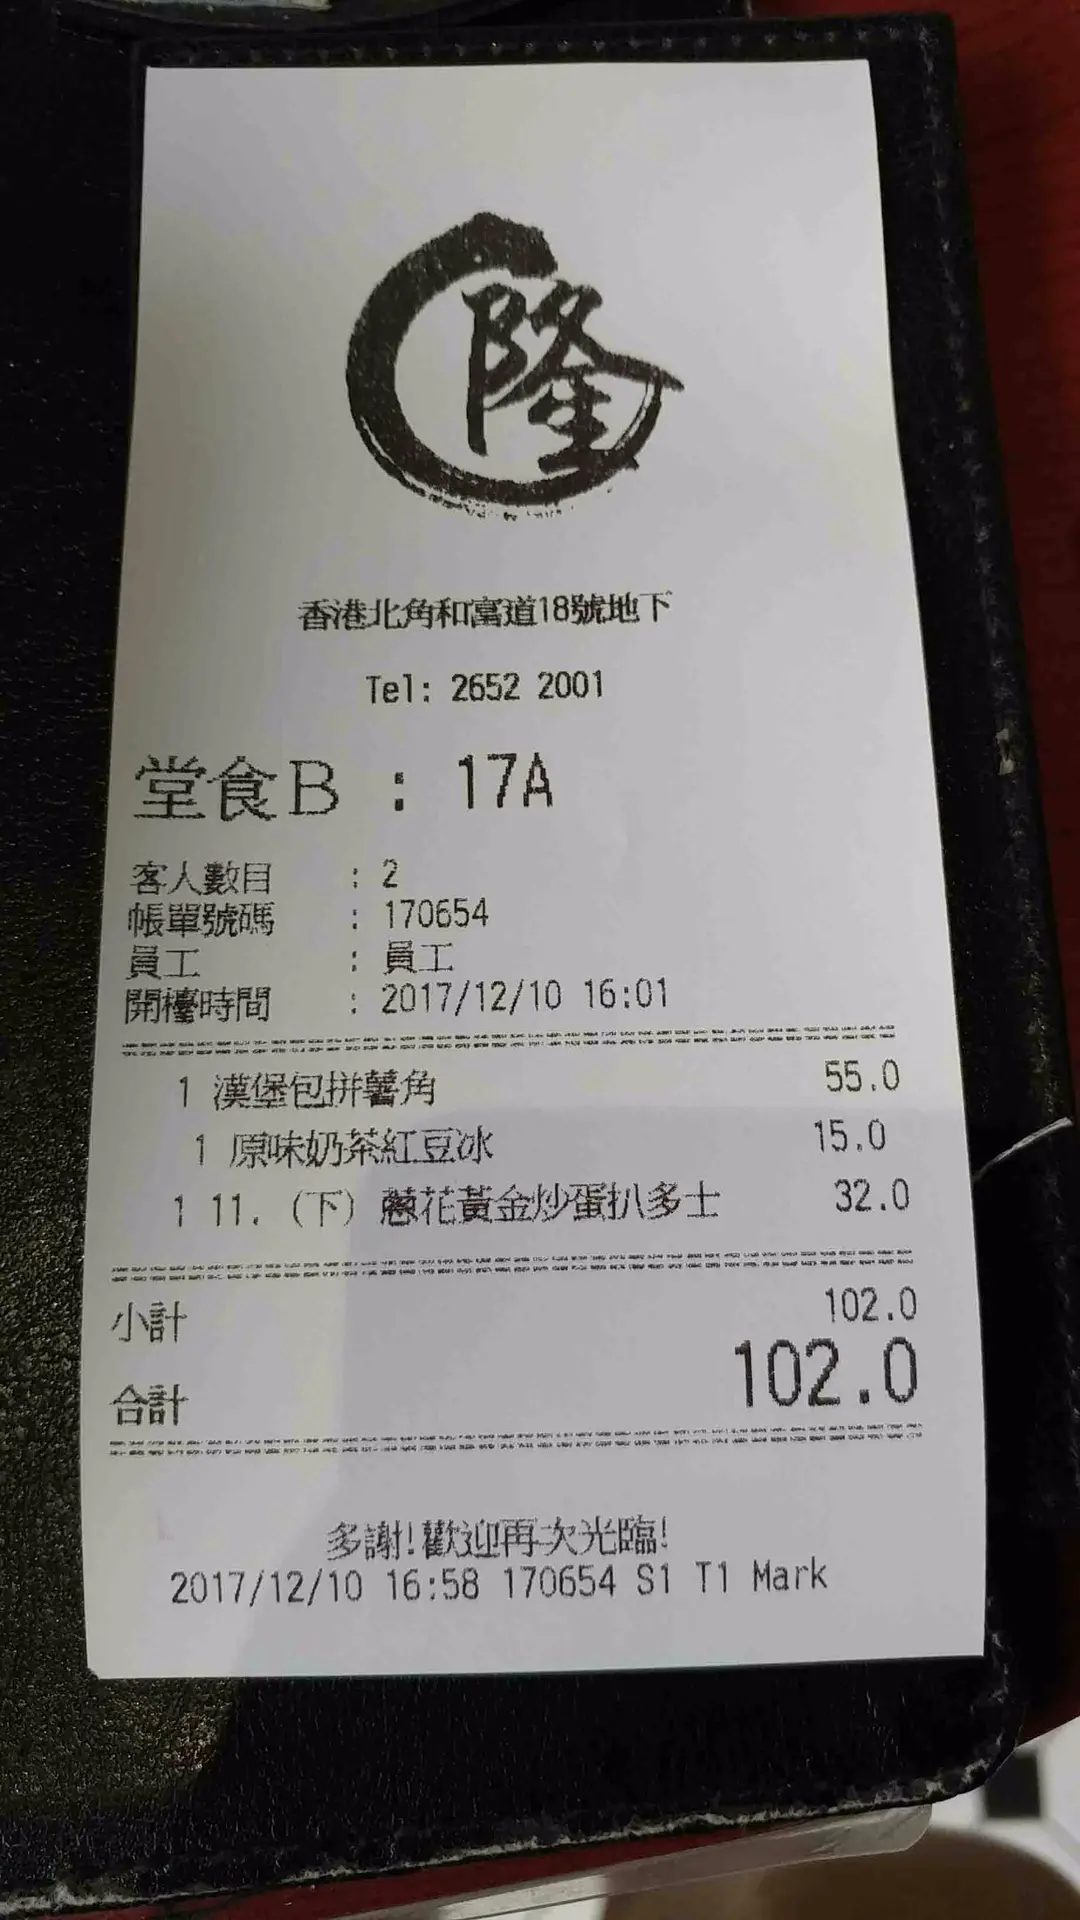 隆
香港北角和富道18號地下
Tel: 2652 2001
堂食B : 17A
客人數目 : 2
帳單號碼 : 170654
員工 : 員工
開檯時間 : 2017/12/10 16:01
1 漢堡包拼薯角 55.0
1 原味奶茶紅豆冰 15.0
1 11. (下) 蔥花黃金炒蛋扒多士 32.0
小計 102.0
合計 102.0
多謝!歡迎再次光臨!
2017/12/10 16:58 170654 S1 T1 Mark